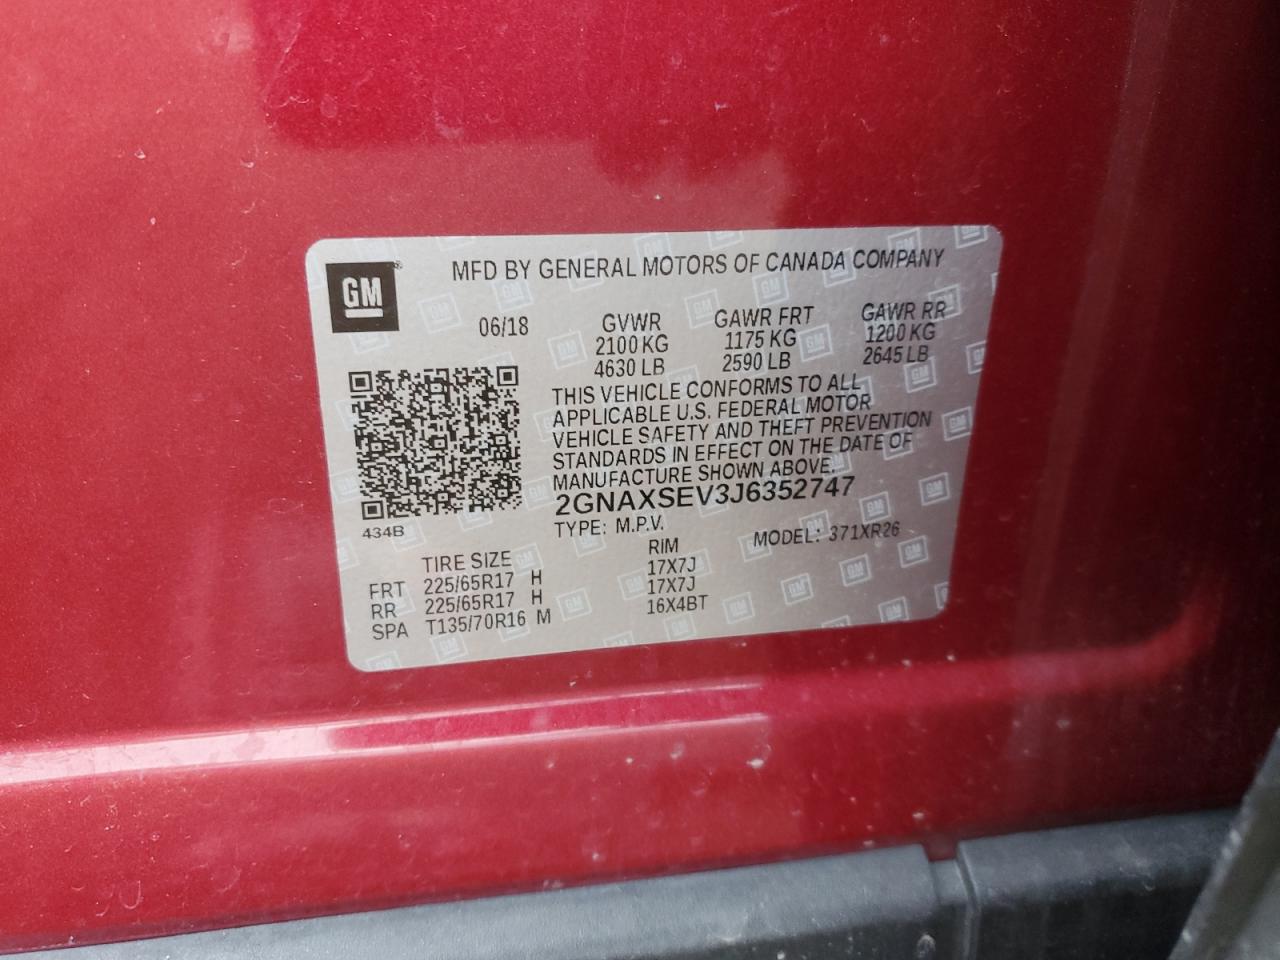 GM
MFD BY GENERAL MOTORS OF CANADA COMPANY
06/18 GVWR GAWR FRT GAWR RR
2100 KG 1175 KG 1200 KG
4630 LB 2590 LB 2645 LB
THIS VEHICLE CONFORMS TO ALL
APPLICABLE U.S. FEDERAL MOTOR
VEHICLE SAFETY AND THEFT PREVENTION
STANDARDS IN EFFECT ON THE DATE OF
MANUFACTURE SHOWN ABOVE.
2GNAXSEV3J6352747
434B
TYPE: M.P.V. MODEL: 371XR26
TIRE SIZE RIM
FRT 225/65R17 H 17X7J
RR 225/65R17 H 17X7J
SPA T135/70R16 M 16X4BT